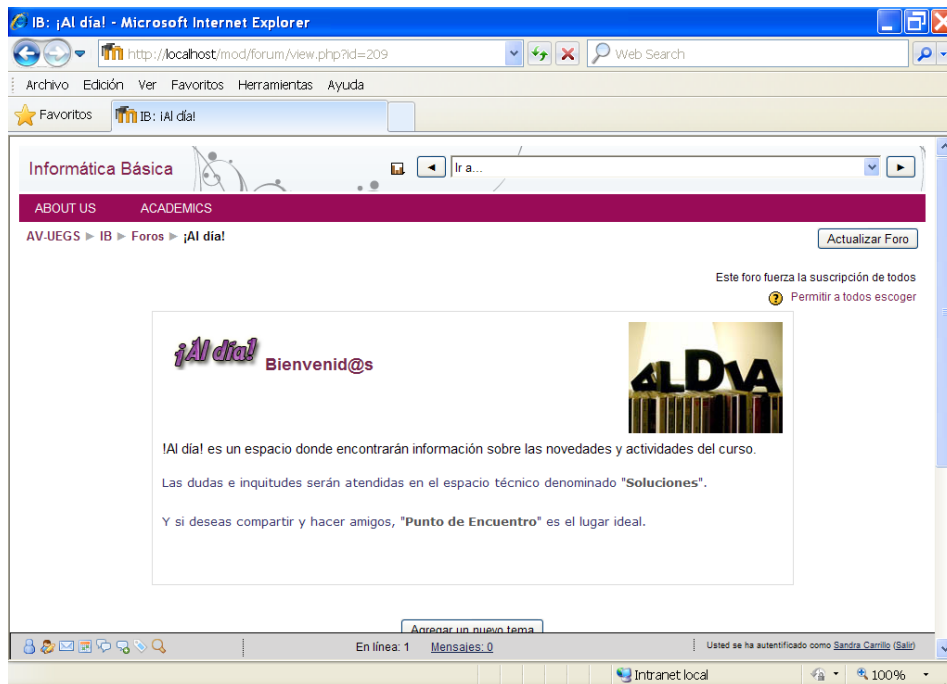 IB: ¡Al día! - Microsoft Internet Explorer
http://localhost/mod/forum/view.php?id=209
Web Search
Archivo Edición Ver Favoritos Herramientas Ayuda
Favoritos IB: ¡Al día!
Informática Básica Ir a...
ABOUT US ACADEMICS
AV-UEGS ► IB ► Foros ► ¡Al día! Actualizar Foro
Este foro fuerza la suscripción de todos
Permitir a todos escoger
¡Al día! Bienvenid@s
ALDIA
!Al día! es un espacio donde encontrarán información sobre las novedades y actividades del curso.
Las dudas e inquitudes serán atendidas en el espacio técnico denominado "Soluciones".
Y si deseas compartir y hacer amigos, "Punto de Encuentro" es el lugar ideal.
Agregar un nuevo tema
En línea: 1 Mensajes: 0 Usted se ha autentificado como Sandra Carrillo (Salir)
Intranet local 100%